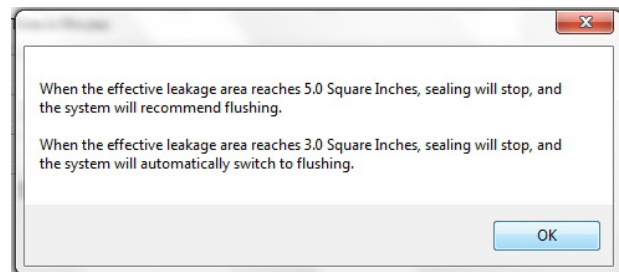 When the effective leakage area reaches 5.0 Square Inches, sealing will stop, and
the system will recommend flushing.
When the effective leakage area reaches 3.0 Square Inches, sealing will stop, and
the system will automatically switch to flushing.
OK